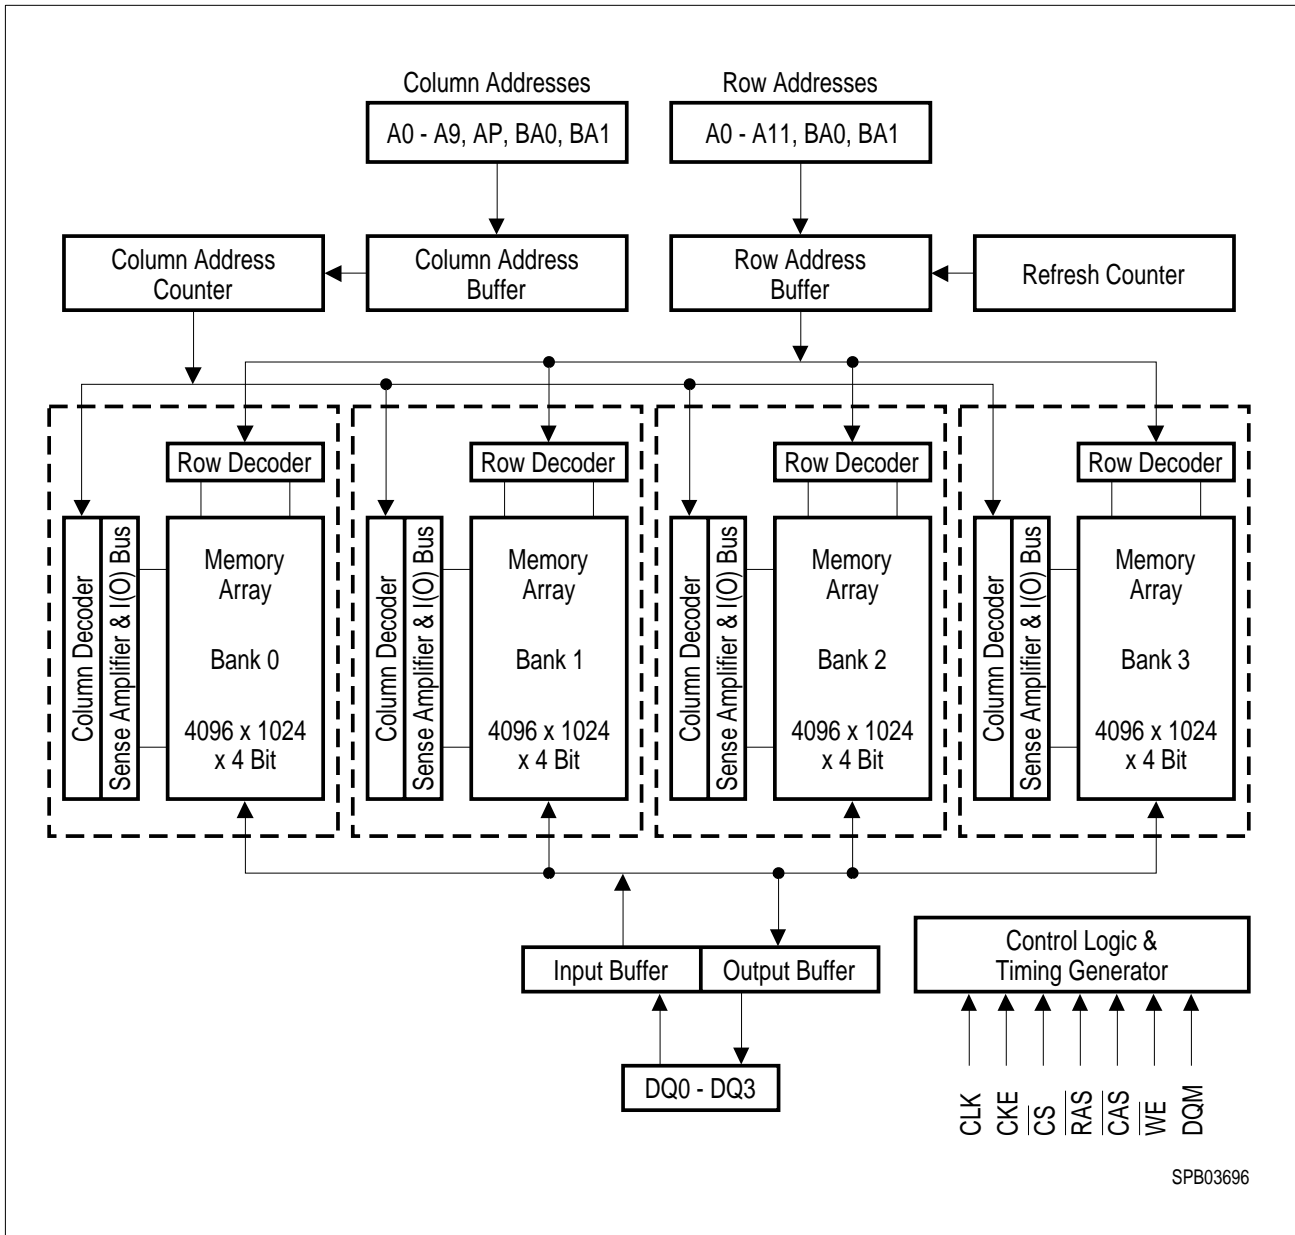 Column Addresses
Row Addresses
A0 - A9, AP, BA0, BA1
A0 - A11, BA0, BA1
Column Address
Counter
Column Address
Buffer
Row Address
Buffer
Refresh Counter
Row Decoder
Row Decoder
Row Decoder
Row Decoder
Column Decoder
Sense Amplifier & I(O) Bus
Memory
Array
Bank 0
4096 x 1024
x 4 Bit
Column Decoder
Sense Amplifier & I(O) Bus
Memory
Array
Bank 1
4096 x 1024
x 4 Bit
Column Decoder
Sense Amplifier & I(O) Bus
Memory
Array
Bank 2
4096 x 1024
x 4 Bit
Column Decoder
Sense Amplifier & I(O) Bus
Memory
Array
Bank 3
4096 x 1024
x 4 Bit
Input Buffer
Output Buffer
Control Logic &
Timing Generator
DQ0 - DQ3
CLK
CKE
C̅S̅
R̅A̅S̅
C̅A̅S̅
W̅E̅
DQM
SPB03696